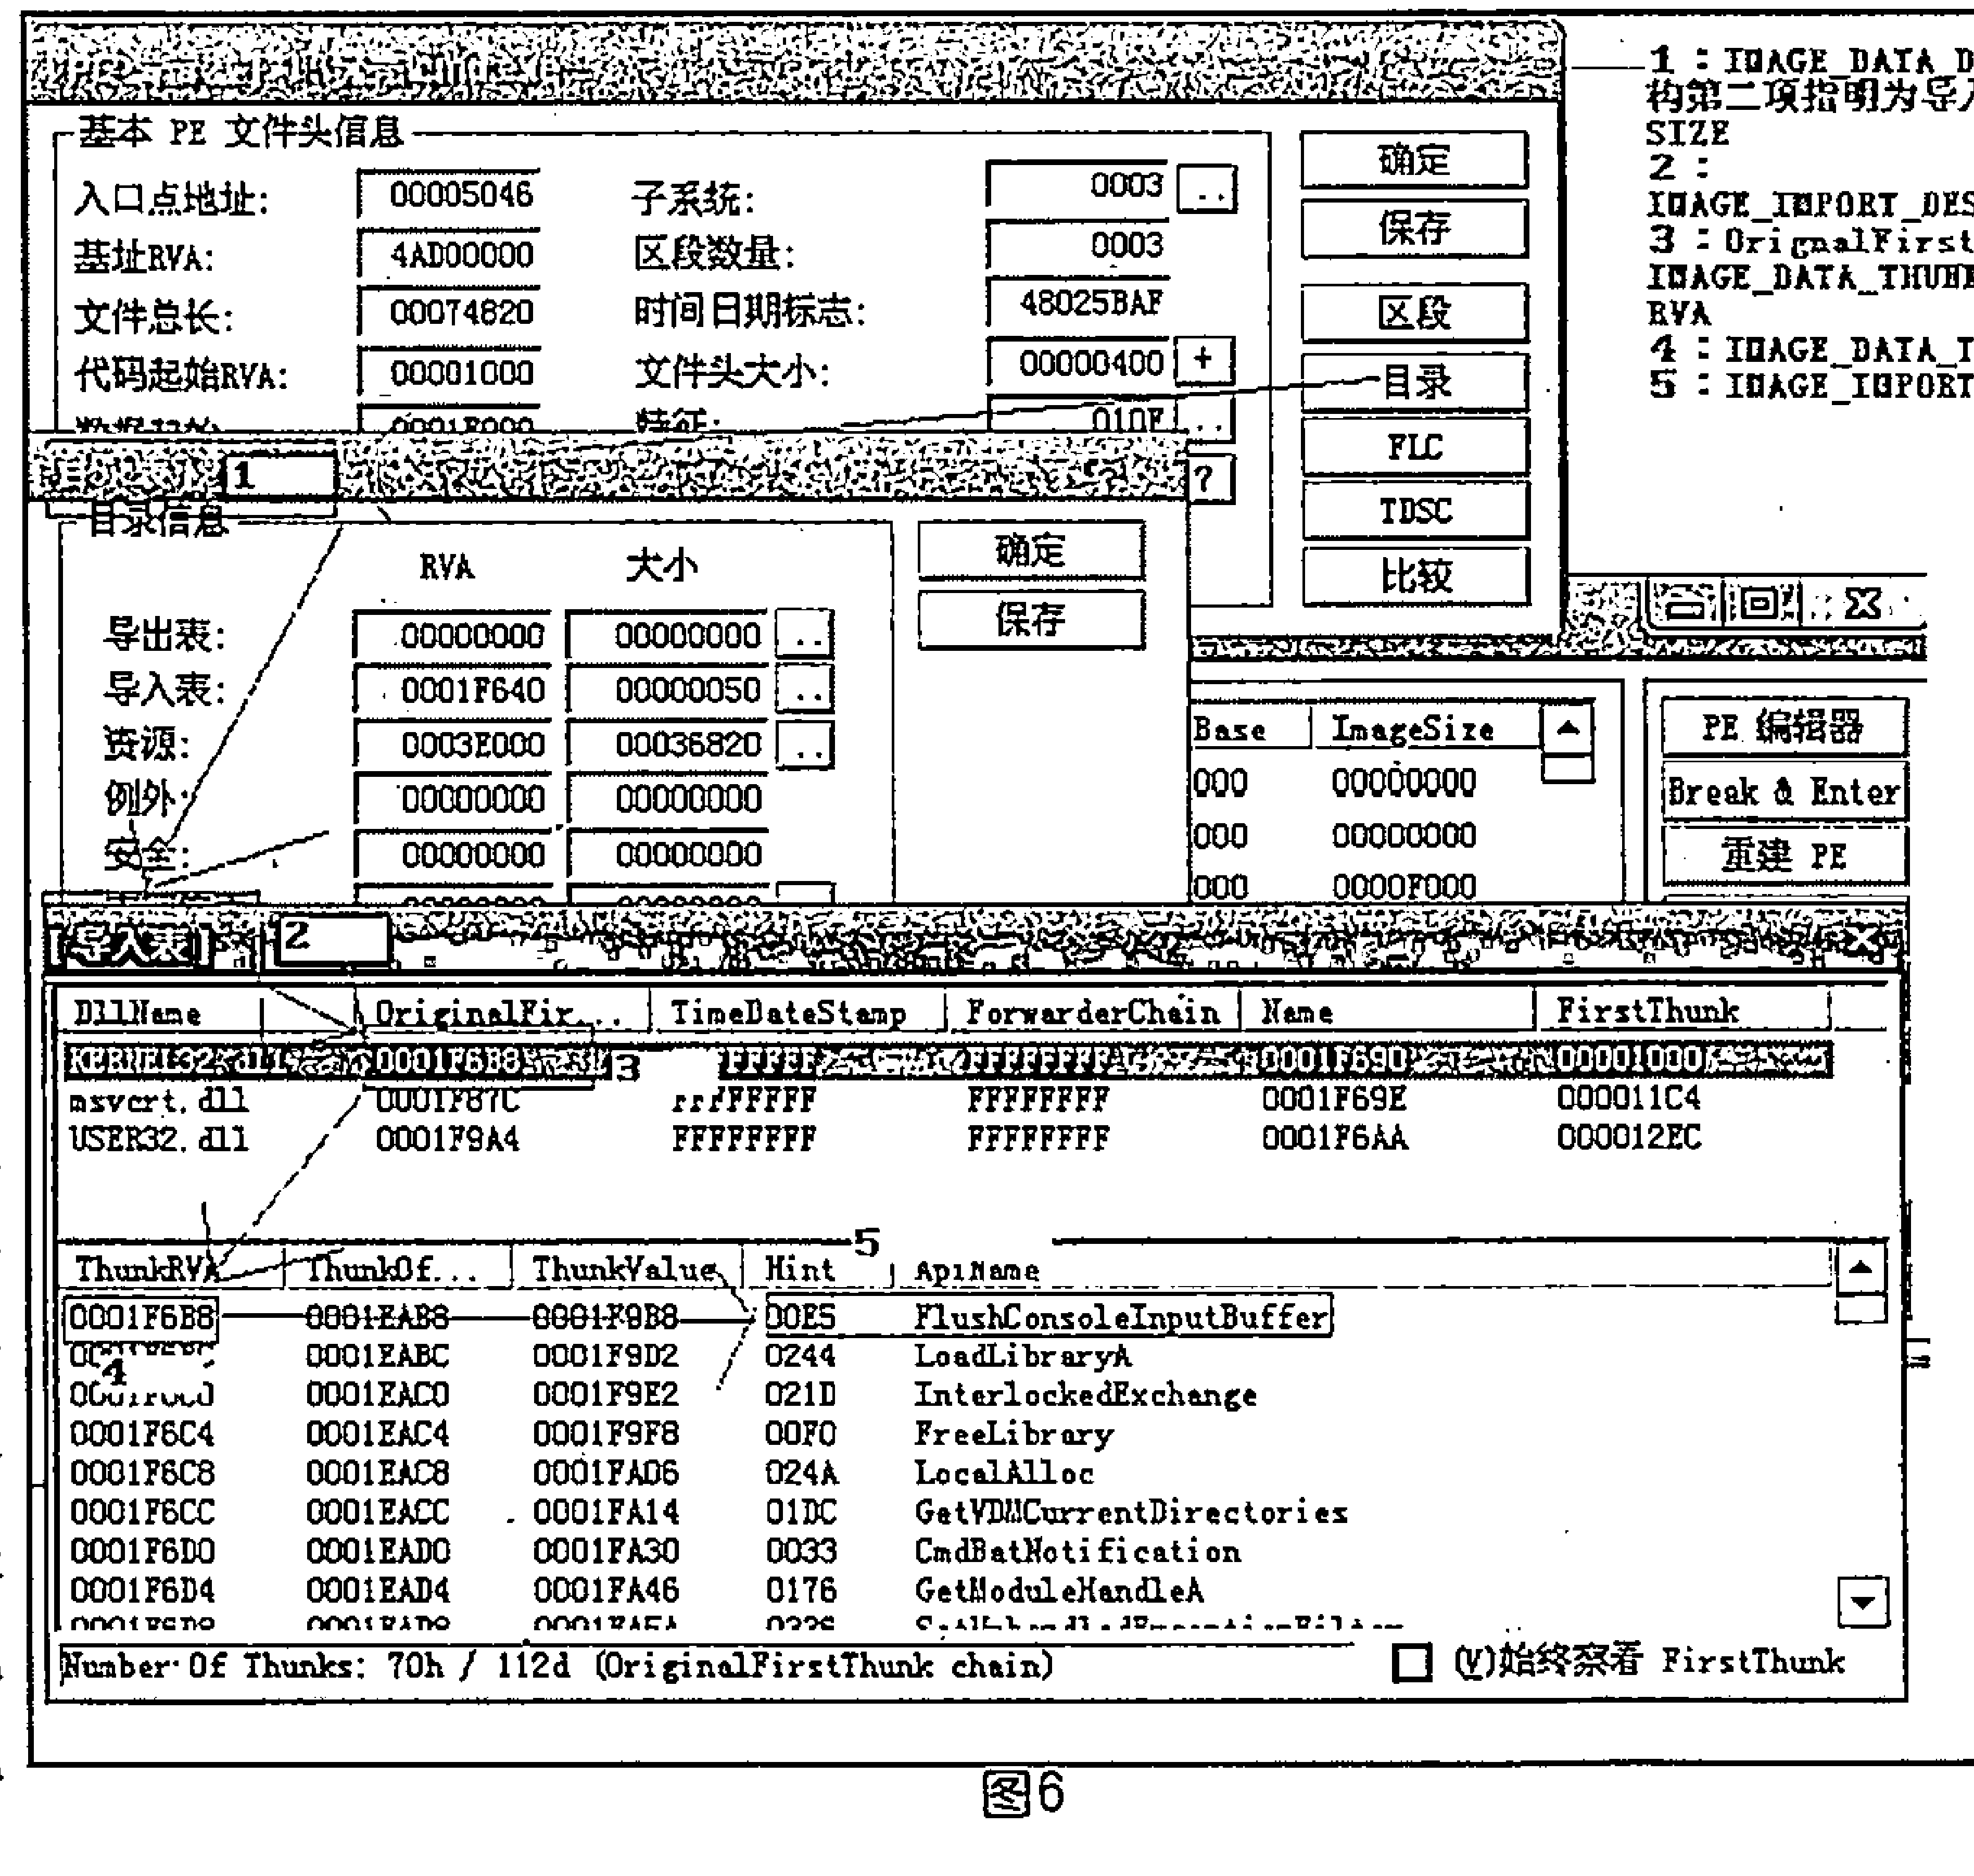 基本 PE 文件头信息
入口点地址: 00005046 子系统: 0003 ..
基址RVA: 4AD00000 区段数量: 0003
文件总长: 00074820 时间日期标志: 48025BAF
代码起始RVA: 00001000 文件头大小: 00000400 +
特征: 010F ..
?
确定
保存
区段
目录
FLC
TDSC
比较
1 : IMAGE_DATA_D
构第二项指明为导入
SIZE
2 :
IMAGE_IMPORT_DES
3 : OrignalFirst
IMAGE_DATA_THUNK
RVA
4 : IMAGE_DATA_T
5 : IMAGE_IMPORT
1
目录信息
RVA 大小
导出表: 00000000 00000000 ..
导入表: 0001F640 00000050 ..
资源: 0003E000 00036820 ..
例外: 00000000 00000000
安全: 00000000 00000000
确定
保存
Base ImageSize
000 00000000
000 00000000
000 0000F000
PE 编辑器
Break & Enter
重建 PE
[导入表] 2
DllName OriginalFir... TimeDateStamp ForwarderChain Name FirstThunk
KERNEL32.dll 0001F6B8 3 FFFFFFFF 0001F690 00001000
msvcrt.dll 0001F87C FFFFFFFF FFFFFFFF 0001F69E 000011C4
USER32.dll 0001F9A4 FFFFFFFF FFFFFFFF 0001F6AA 000012EC
5
ThunkRVA ThunkOf... ThunkValue Hint ApiName
0001F6B8 0001EAB8 0001F9B8 00E5 FlushConsoleInputBuffer
0001EABC 0001F9D2 0244 LoadLibraryA
4
0001EAC0 0001F9E2 021D InterlockedExchange
0001F6C4 0001EAC4 0001F9F8 00F0 FreeLibrary
0001F6C8 0001EAC8 0001FA06 024A LocalAlloc
0001F6CC 0001EACC 0001FA14 01DC GetVDMCurrentDirectories
0001F6D0 0001EAD0 0001FA30 0033 CmdBatNotification
0001F6D4 0001EAD4 0001FA46 0176 GetModuleHandleA
Number Of Thunks: 70h / 112d (OriginalFirstThunk chain)
(V)始终察看 FirstThunk
图6